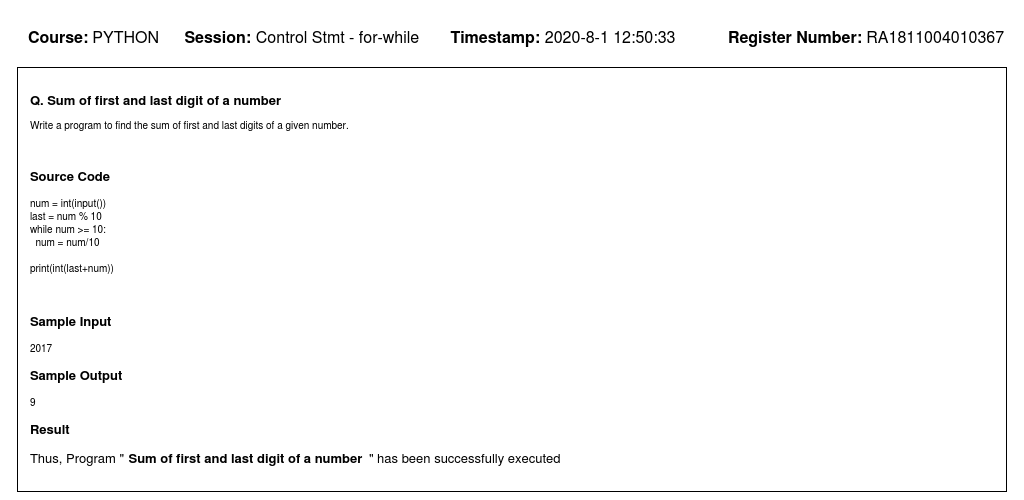 Course: PYTHON Session: Control Stmt - for-while Timestamp: 2020-8-1 12:50:33 Register Number: RA1811004010367
Q. Sum of first and last digit of a number
Write a program to find the sum of first and last digits of a given number.
Source Code
num = int(input())
last = num % 10
while num >= 10:
  num = num/10
print(int(last+num))
Sample Input
2017
Sample Output
9
Result
Thus, Program " Sum of first and last digit of a number " has been successfully executed